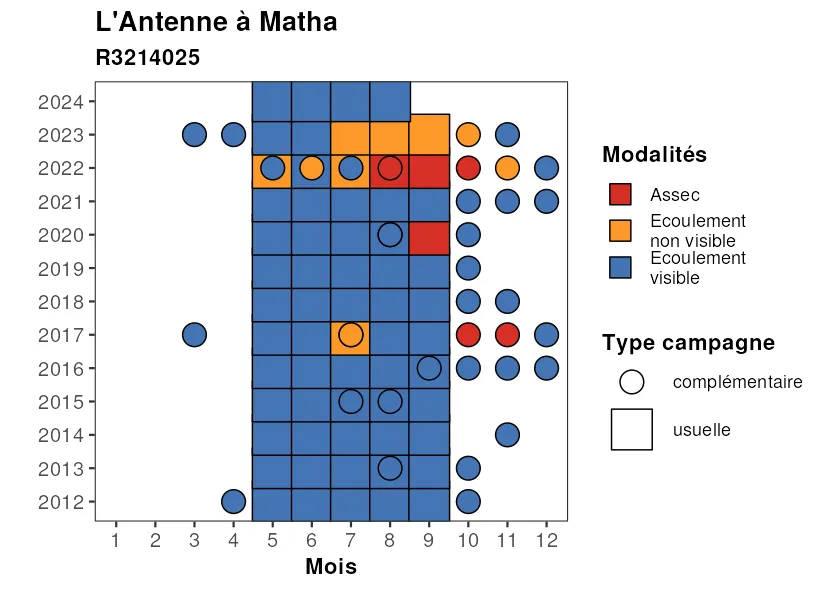 L'Antenne à Matha
R3214025
2024
2023
2022
2021
2020
2019
2018
2017
2016
2015
2014
2013
2012
1 2 3 4 5 6 7 8 9 10 11 12
Mois
Modalités
Assec
Ecoulement
non visible
Ecoulement
visible
Type campagne
complémentaire
usuelle